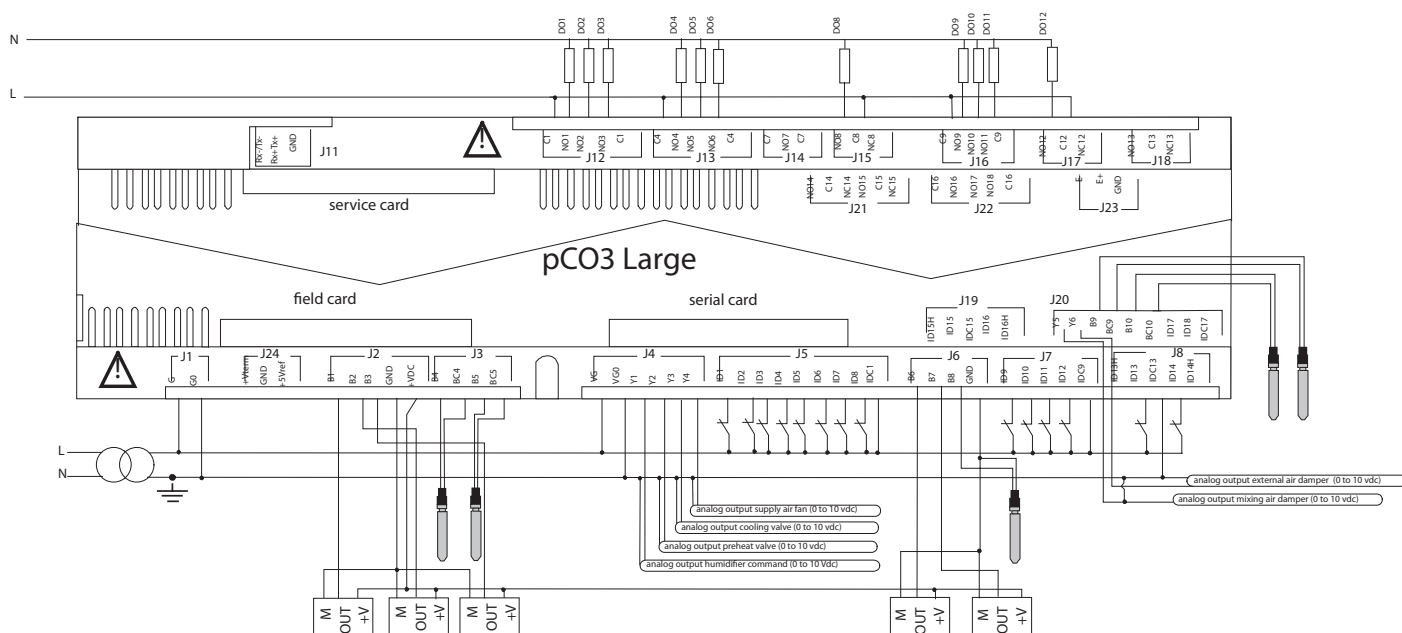 N
DO1 DO2 DO3 DO4 DO5 DO6 DO8 DO9 DO10 DO11 DO12
L
Rx-/Tx- Rx+Tx+ GND
J11
C1 NO1 NO2 NO3 C1
J12
C4 NO4 NO5 NO6 C4
J13
C7 NO7 C7
J14
NO8 C8 NC8
J15
C9 NO9 NO10 NO11 C9
J16
NO12 C12 NC12
J17
NO13 C13 NC13
J18
service card
NO14 C14 NC14 NO15 C15 NC15
J21
C16 NO16 NO17 NO18 C16
J22
E- E+ GND
J23
pCO3 Large
field card
serial card
J19
ID15H ID15 IDC15 ID16 ID16H
J20
Y5 Y6 B9 BC9 B10 BC10 ID17 ID18 IDC17
J1
G G0
J24
+Vterm GND +5Vref
J2
B1 B2 B3 GND +VDC
J3
B4 BC4 B5 BC5
J4
VG VG0 Y1 Y2 Y3 Y4
J5
ID1 ID2 ID3 ID4 ID5 ID6 ID7 ID8 IDC1
J6
B6 B7 B8 GND
J7
ID9 ID10 ID11 ID12 IDC9
J8
ID13H ID13 IDC13 ID14 ID14H
L
N
analog output external air damper (0 to 10 vdc)
analog output mixing air damper (0 to 10 vdc)
analog output supply air fan (0 to 10 vdc)
analog output cooling valve (0 to 10 vdc)
analog output preheat valve (0 to 10 vdc)
analog output humidifier command (0 to 10 Vdc)
M OUT +V
M OUT +V
M OUT +V
M OUT +V
M OUT +V